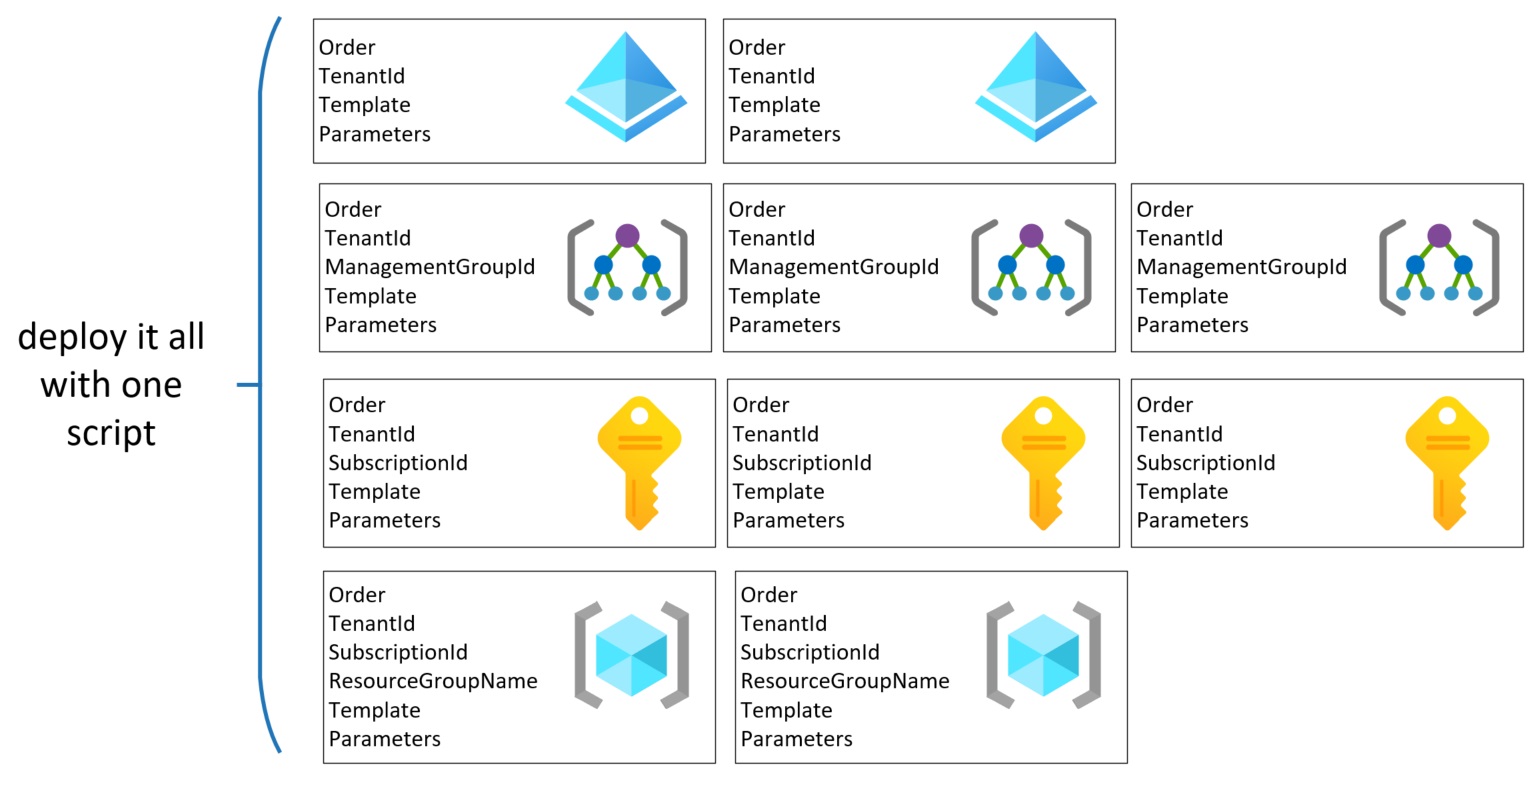 deploy it all
with one
script
Order
TenantId
Template
Parameters
Order
TenantId
Template
Parameters
Order
TenantId
ManagementGroupId
Template
Parameters
Order
TenantId
ManagementGroupId
Template
Parameters
Order
TenantId
ManagementGroupId
Template
Parameters
Order
TenantId
SubscriptionId
Template
Parameters
Order
TenantId
SubscriptionId
Template
Parameters
Order
TenantId
SubscriptionId
Template
Parameters
Order
TenantId
SubscriptionId
ResourceGroupName
Template
Parameters
Order
TenantId
SubscriptionId
ResourceGroupName
Template
Parameters